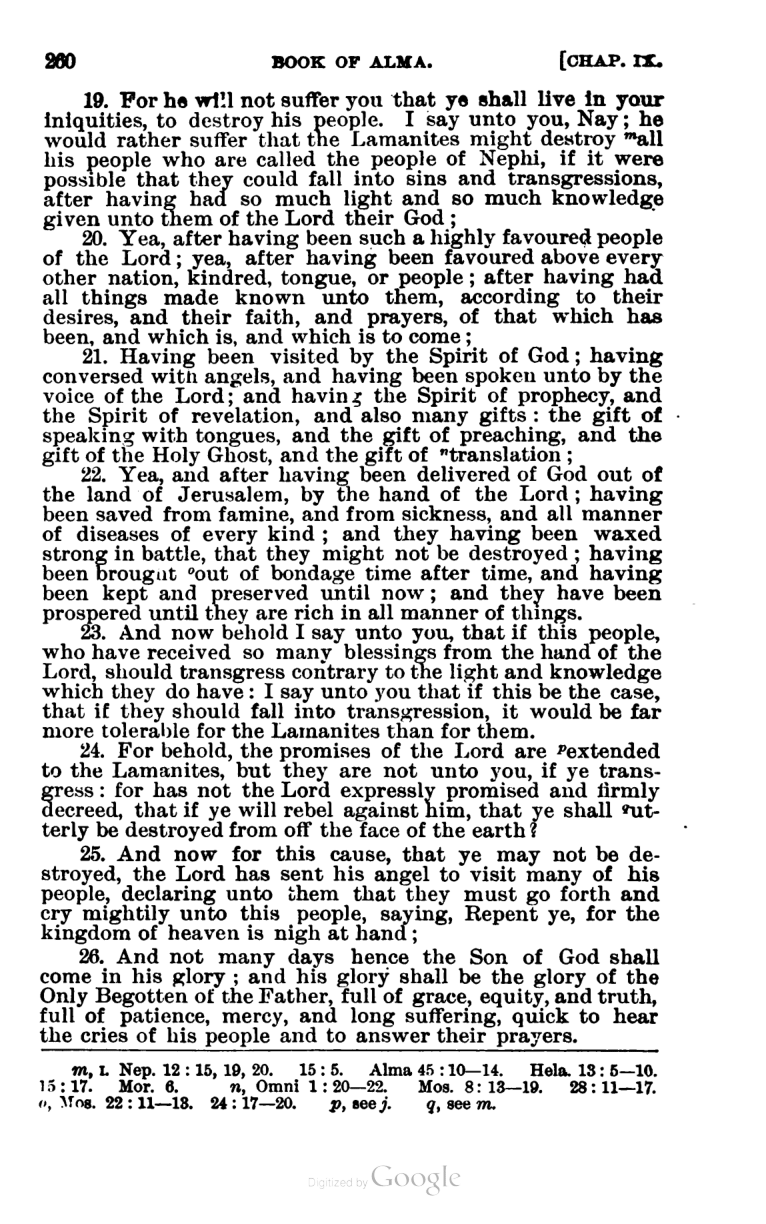 260 BOOK OF ALMA. [CHAP. IX.
19. For he will not suffer you that ye shall live in your
iniquities, to destroy his people. I say unto you, Nay; he
would rather suffer that the Lamanites might destroy ᵐall
his people who are called the people of Nephi, if it were
possible that they could fall into sins and transgressions,
after having had so much light and so much knowledge
given unto them of the Lord their God;
20. Yea, after having been such a highly favoured people
of the Lord; yea, after having been favoured above every
other nation, kindred, tongue, or people; after having had
all things made known unto them, according to their
desires, and their faith, and prayers, of that which has
been, and which is, and which is to come;
21. Having been visited by the Spirit of God; having
conversed with angels, and having been spoken unto by the
voice of the Lord; and having the Spirit of prophecy, and
the Spirit of revelation, and also many gifts: the gift of
speaking with tongues, and the gift of preaching, and the
gift of the Holy Ghost, and the gift of ⁿtranslation;
22. Yea, and after having been delivered of God out of
the land of Jerusalem, by the hand of the Lord; having
been saved from famine, and from sickness, and all manner
of diseases of every kind; and they having been waxed
strong in battle, that they might not be destroyed; having
been brought ᵒout of bondage time after time, and having
been kept and preserved until now; and they have been
prospered until they are rich in all manner of things.
23. And now behold I say unto you, that if this people,
who have received so many blessings from the hand of the
Lord, should transgress contrary to the light and knowledge
which they do have: I say unto you that if this be the case,
that if they should fall into transgression, it would be far
more tolerable for the Lamanites than for them.
24. For behold, the promises of the Lord are ᵖextended
to the Lamanites, but they are not unto you, if ye trans-
gress: for has not the Lord expressly promised and firmly
decreed, that if ye will rebel against him, that ye shall qut-
terly be destroyed from off the face of the earth?
25. And now for this cause, that ye may not be de-
stroyed, the Lord has sent his angel to visit many of his
people, declaring unto them that they must go forth and
cry mightily unto this people, saying, Repent ye, for the
kingdom of heaven is nigh at hand;
26. And not many days hence the Son of God shall
come in his glory; and his glory shall be the glory of the
Only Begotten of the Father, full of grace, equity, and truth,
full of patience, mercy, and long suffering, quick to hear
the cries of his people and to answer their prayers.
m, I. Nep. 12:15, 19, 20. 15:5. Alma 45:10—14. Hela. 13:5—10.
15:17. Mor. 6. n, Omni 1:20—22. Mos. 8:13—19. 28:11—17.
o, Mos. 22:11—13. 24:17—20. p, see j. q, see m.
Digitized by Google